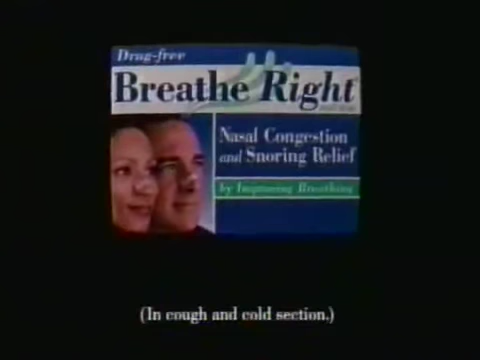 Drug-free
Breathe Right
Nasal Congestion
and Snoring Relief
by Improving Breathing
(In cough and cold section.)